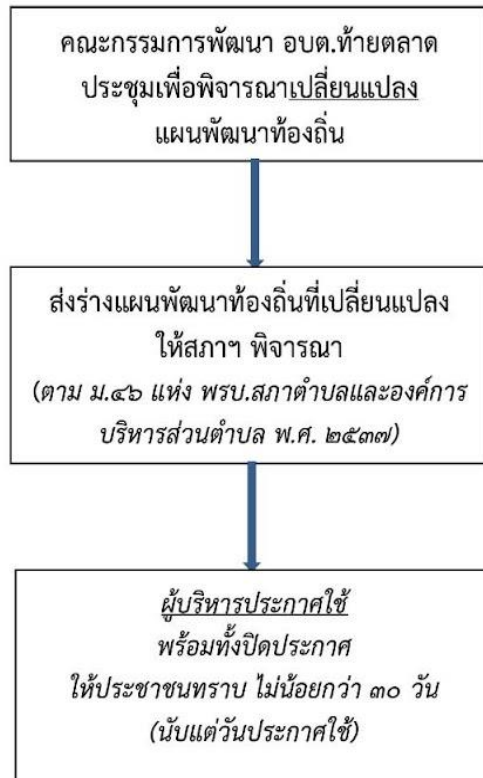 คณะกรรมการพัฒนา อบต.ท้ายตลาด
ประชุมเพื่อพิจารณาเปลี่ยนแปลง
แผนพัฒนาท้องถิ่น
ส่งร่างแผนพัฒนาท้องถิ่นที่เปลี่ยนแปลง
ให้สภาฯ พิจารณา
(ตาม ม.๔๖ แห่ง พรบ.สภาตำบลและองค์การ
บริหารส่วนตำบล พ.ศ. ๒๕๓๗)
ผู้บริหารประกาศใช้
พร้อมทั้งปิดประกาศ
ให้ประชาชนทราบ ไม่น้อยกว่า ๓๐ วัน
(นับแต่วันประกาศใช้)